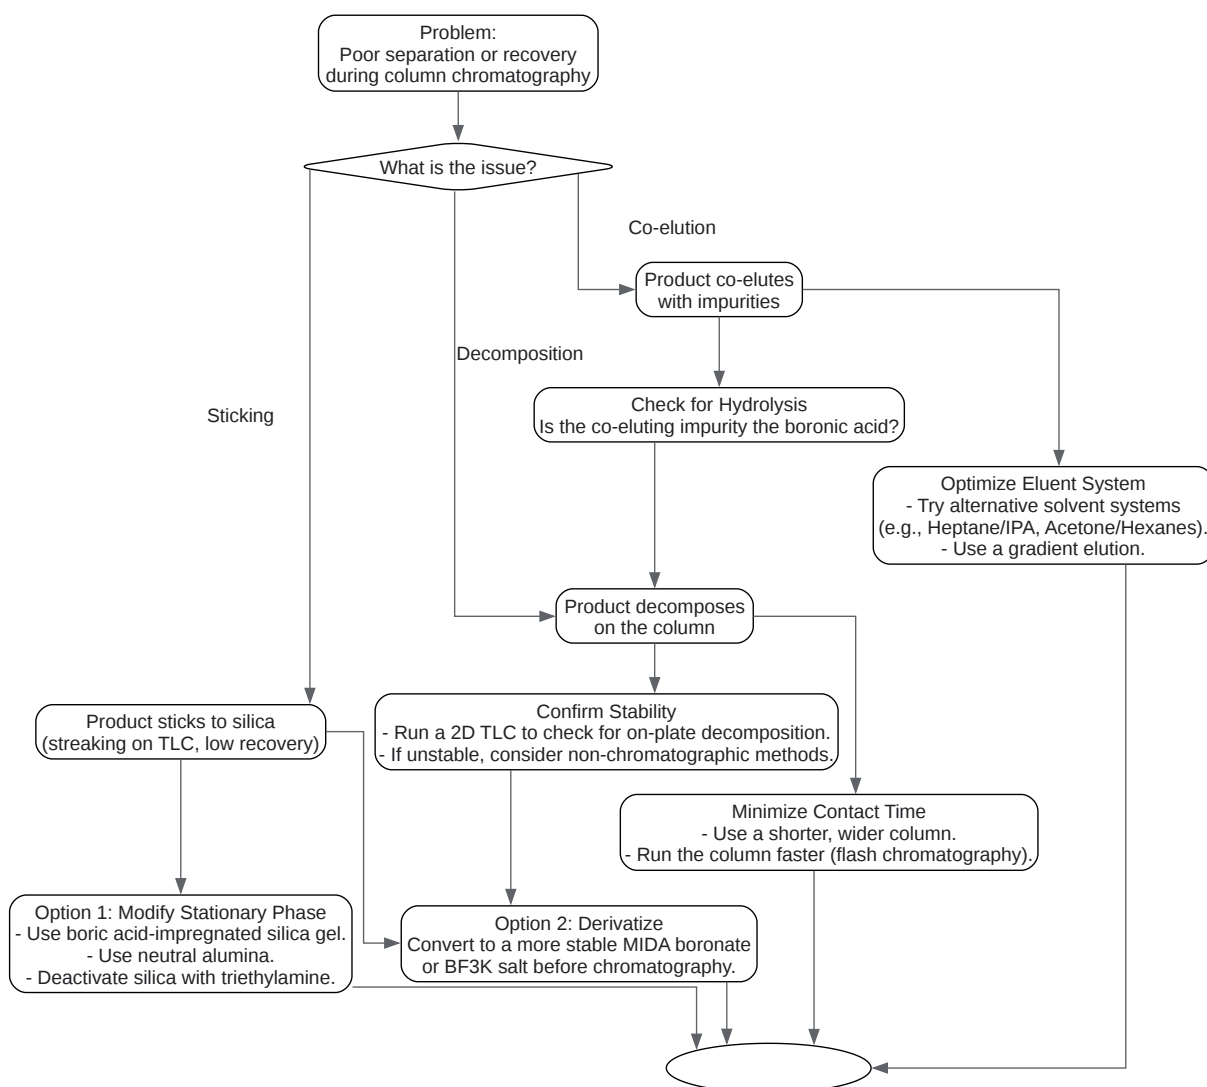 Problem:
Poor separation or recovery
during column chromatography
What is the issue?
Co-elution
Product co-elutes
with impurities
Decomposition
Check for Hydrolysis
Is the co-eluting impurity the boronic acid?
Sticking
Optimize Eluent System
- Try alternative solvent systems
(e.g., Heptane/IPA, Acetone/Hexanes).
- Use a gradient elution.
Product decomposes
on the column
Product sticks to silica
(streaking on TLC, low recovery)
Confirm Stability
- Run a 2D TLC to check for on-plate decomposition.
- If unstable, consider non-chromatographic methods.
Minimize Contact Time
- Use a shorter, wider column.
- Run the column faster (flash chromatography).
Option 1: Modify Stationary Phase
- Use boric acid-impregnated silica gel.
- Use neutral alumina.
- Deactivate silica with triethylamine.
Option 2: Derivatize
Convert to a more stable MIDA boronate
or BF3K salt before chromatography.